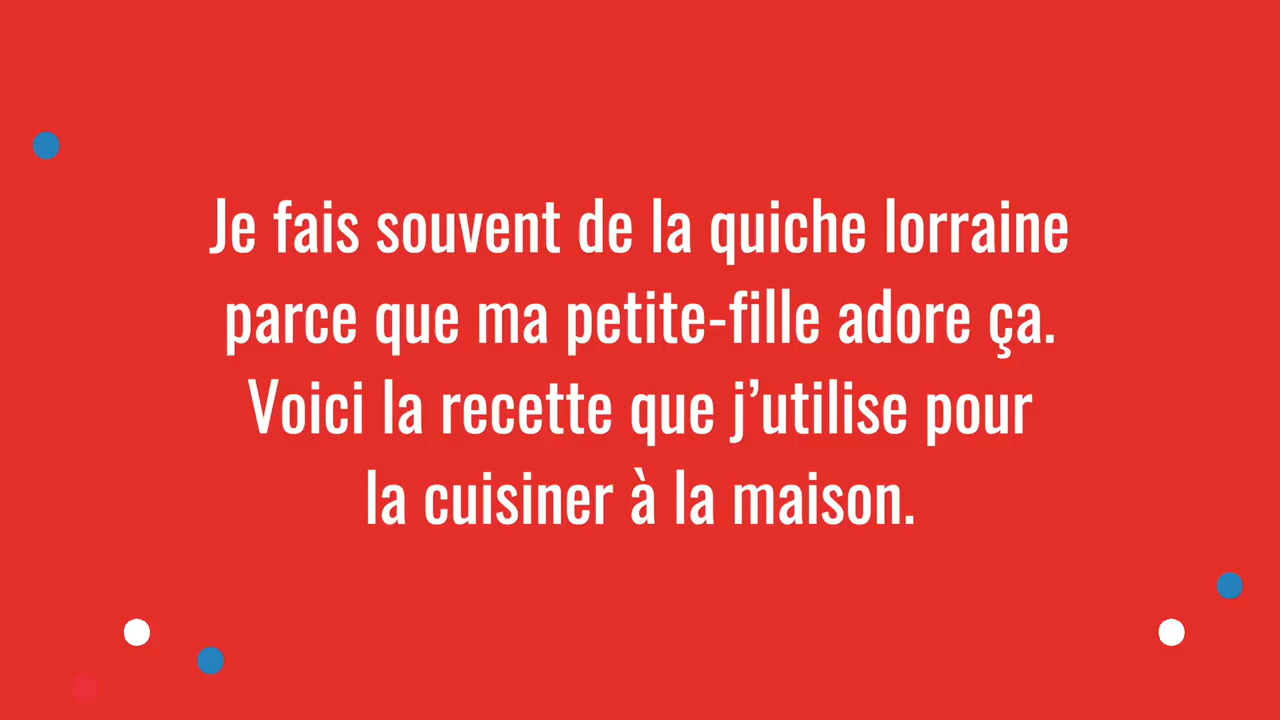 Je fais souvent de la quiche lorraine
parce que ma petite-fille adore ça.
Voici la recette que j’utilise pour
la cuisiner à la maison.